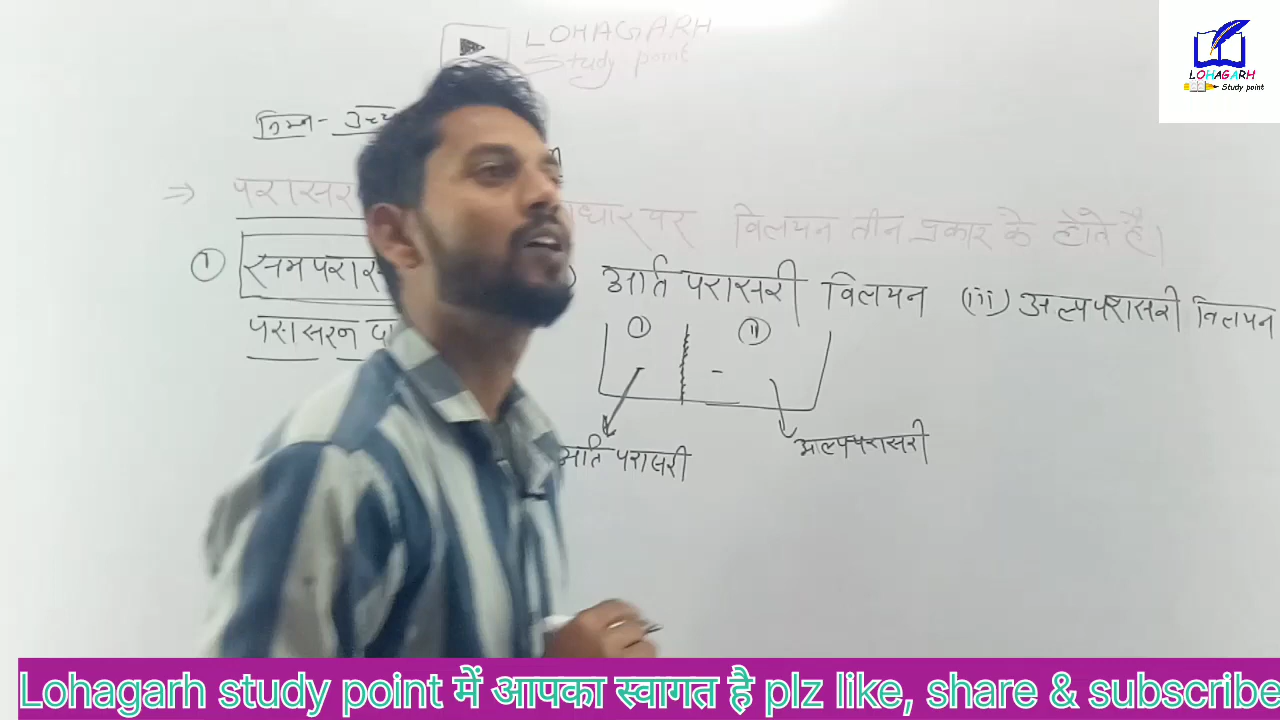 LOHAGARH
Study point
LOHAGARH
Study point
निम्न - उच्च
⇒ परासर आधार पर विलयन तीन प्रकार के होते है।
① समपरास अति परासरी विलयन (iii) अल्पपरासरी विलयन
परासरन दा
① ②
अति परासरी
अल्पपरासरी
Lohagarh study point में आपका स्वागत है plz like, share & subscribe